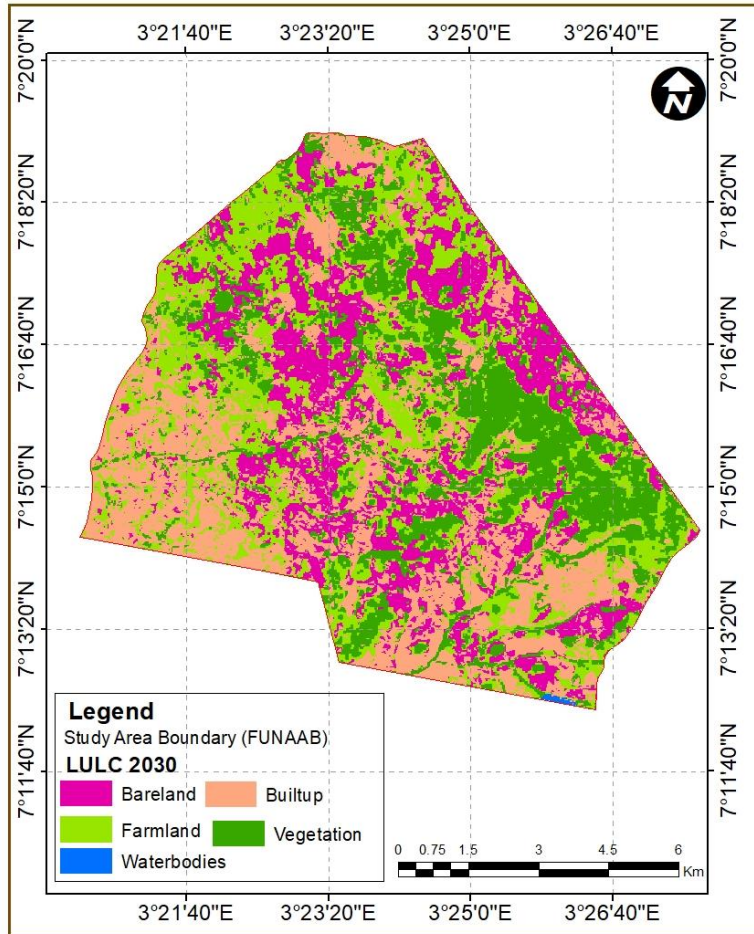 3°21'40"E 3°23'20"E 3°25'0"E 3°26'40"E
7°20'0"N 7°20'0"N
N
7°18'20"N 7°18'20"N
7°16'40"N 7°16'40"N
7°15'0"N 7°15'0"N
7°13'20"N 7°13'20"N
7°11'40"N 7°11'40"N
Legend
Study Area Boundary (FUNAAB)
LULC 2030
Bareland Builtup
Farmland Vegetation
Waterbodies
0 0.75 1.5 3 4.5 6
Km
3°21'40"E 3°23'20"E 3°25'0"E 3°26'40"E